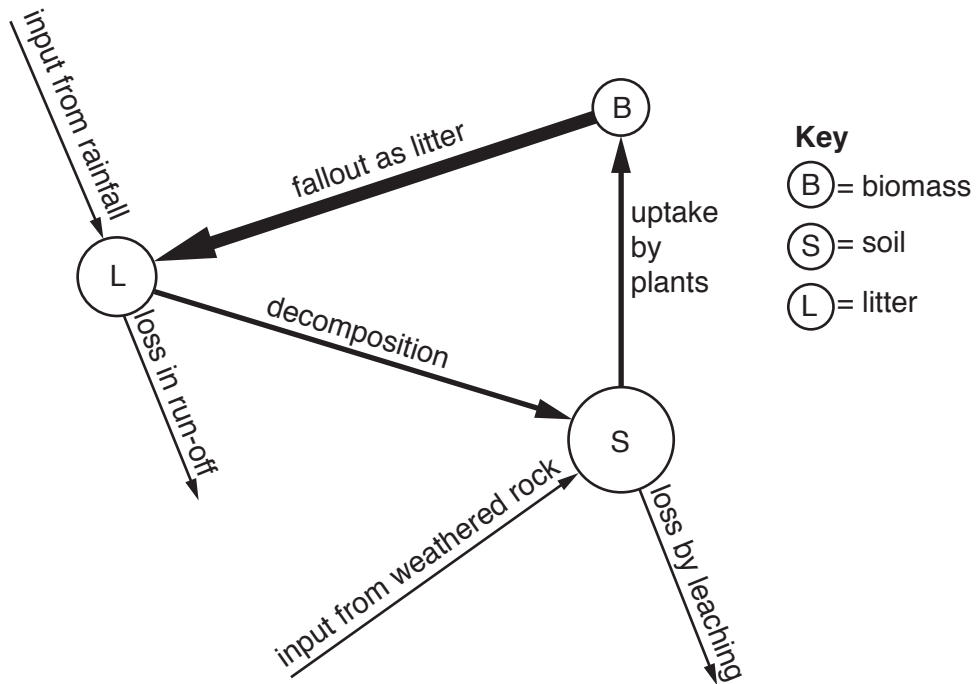 input from rainfall
B
fallout as litter
Key
B = biomass
uptake
by
plants
S = soil
L
L = litter
decomposition
loss in run-off
S
input from weathered rock
loss by leaching